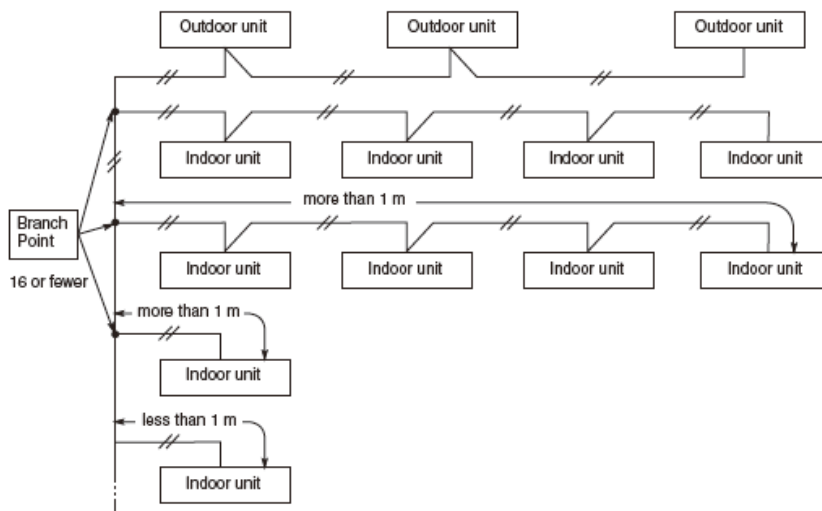 Outdoor unit
Outdoor unit
Outdoor unit
Indoor unit
Indoor unit
Indoor unit
Indoor unit
more than 1 m
Branch
Point
16 or fewer
Indoor unit
Indoor unit
Indoor unit
Indoor unit
more than 1 m
Indoor unit
less than 1 m
Indoor unit